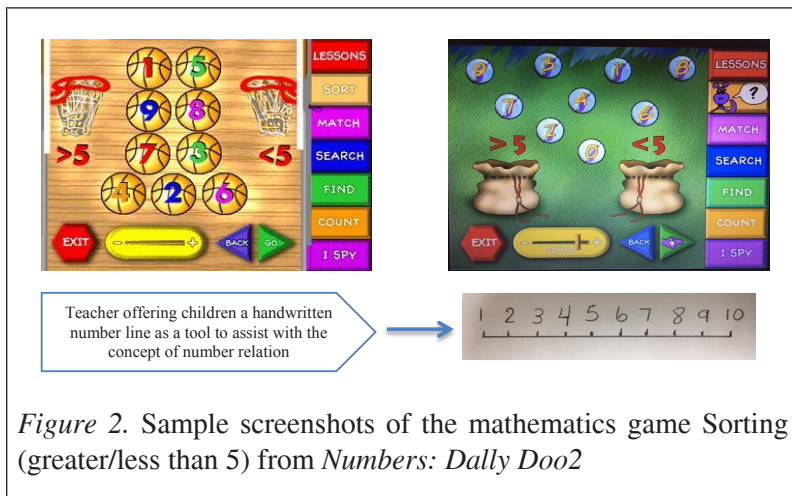 1 5
9 8
7 3
4 2 6
>5
<5
LESSONS
SORT
MATCH
SEARCH
FIND
COUNT
I SPY
EXIT
- +
BACK
GO
9 3 1 8
7 4 6
2 0
>5
<5
LESSONS
?
MATCH
SEARCH
FIND
COUNT
I SPY
EXIT
- +
BACK
Teacher offering children a handwritten
number line as a tool to assist with the
concept of number relation
1 2 3 4 5 6 7 8 9 10
Figure 2. Sample screenshots of the mathematics game Sorting
(greater/less than 5) from Numbers: Dally Doo2